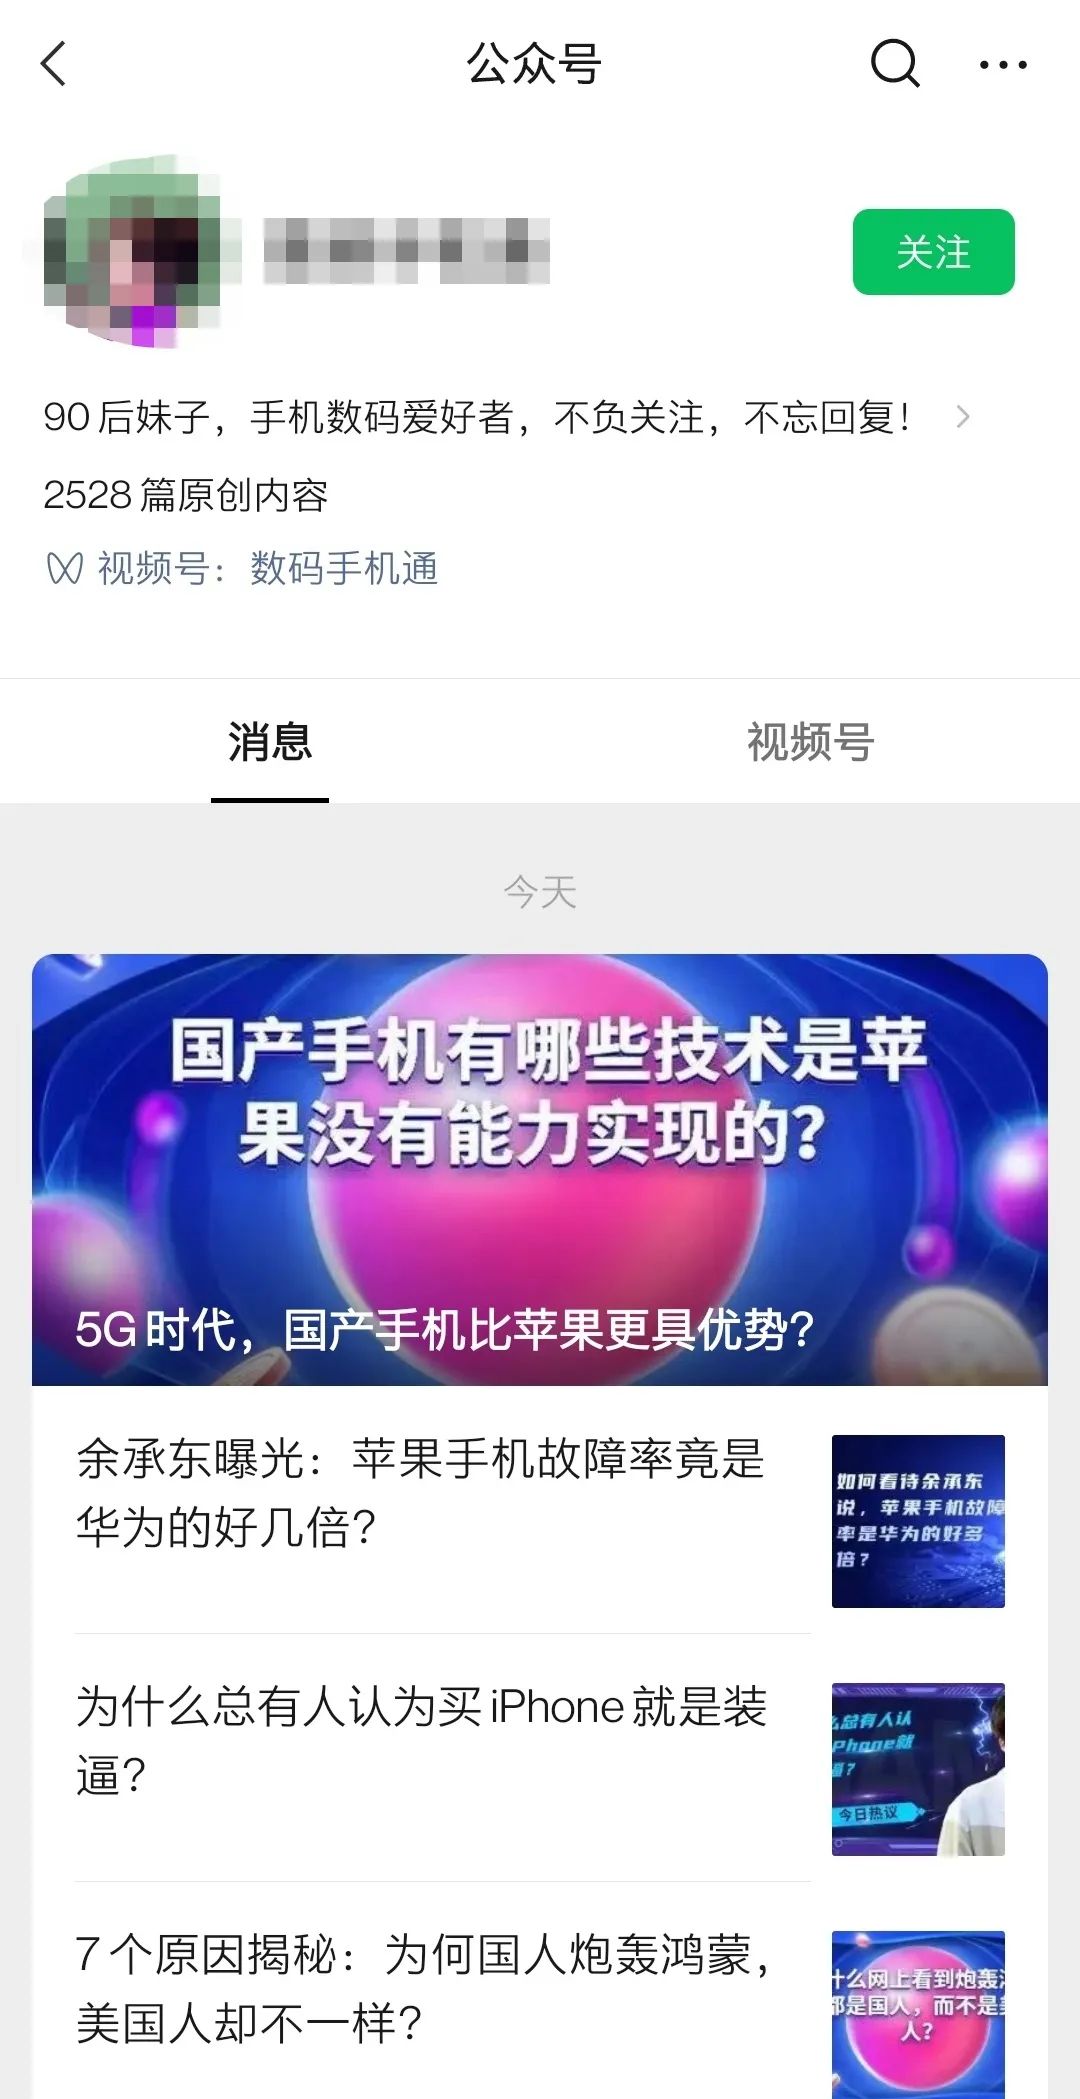 公众号
关注
90后妹子，手机数码爱好者，不负关注，不忘回复！
2528篇原创内容
视频号：数码手机通
消息
视频号
今天
国产手机有哪些技术是苹
果没有能力实现的？
5G时代，国产手机比苹果更具优势？
余承东曝光：苹果手机故障率竟是
华为的好几倍？
如何看待余承东
说，苹果手机故障
率是华为的好多
倍？
为什么总有人认为买iPhone就是装
逼？
么总有人认
Phone就
逼？
今日热议
7个原因揭秘：为何国人炮轰鸿蒙，
美国人却不一样？
什么网上看到炮轰
都是国人，而不是
人？